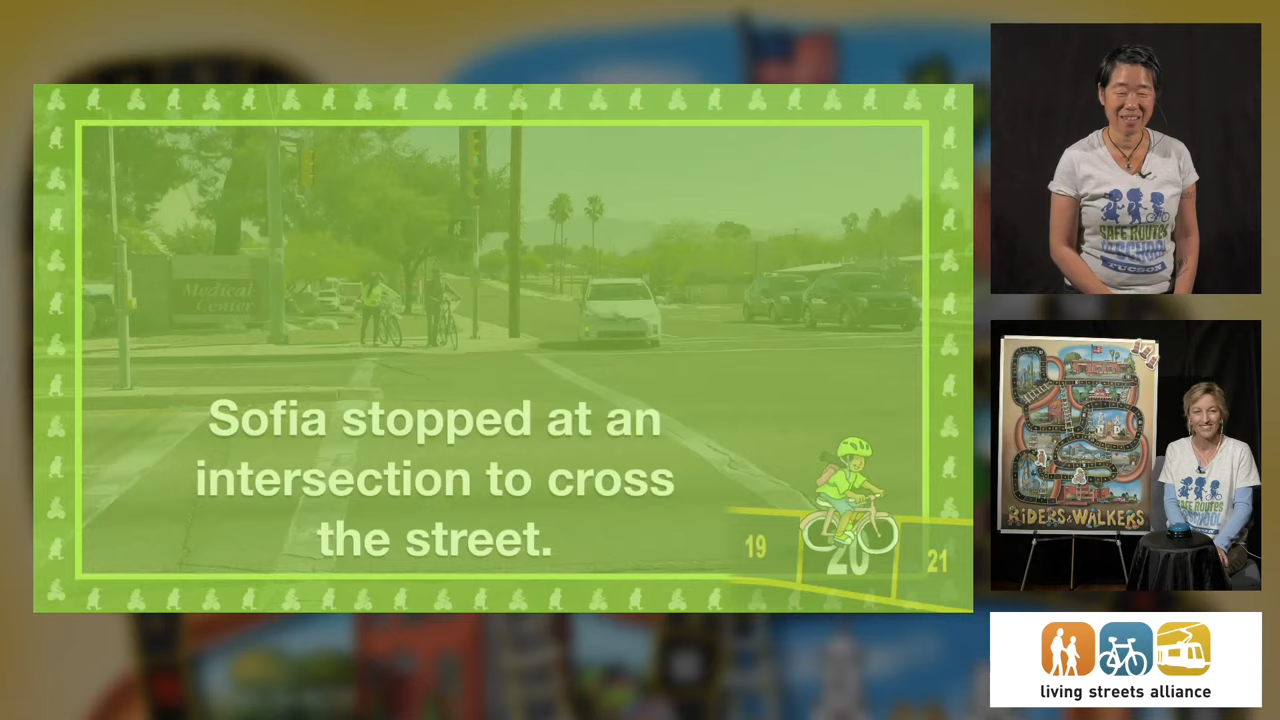 Medical
Center
Sofia stopped at an
intersection to cross
the street.
19
20
21
SAFE ROUTES
TUCSON
RIDERS & WALKERS
SAFE ROUTES
SCHOOL
living streets alliance